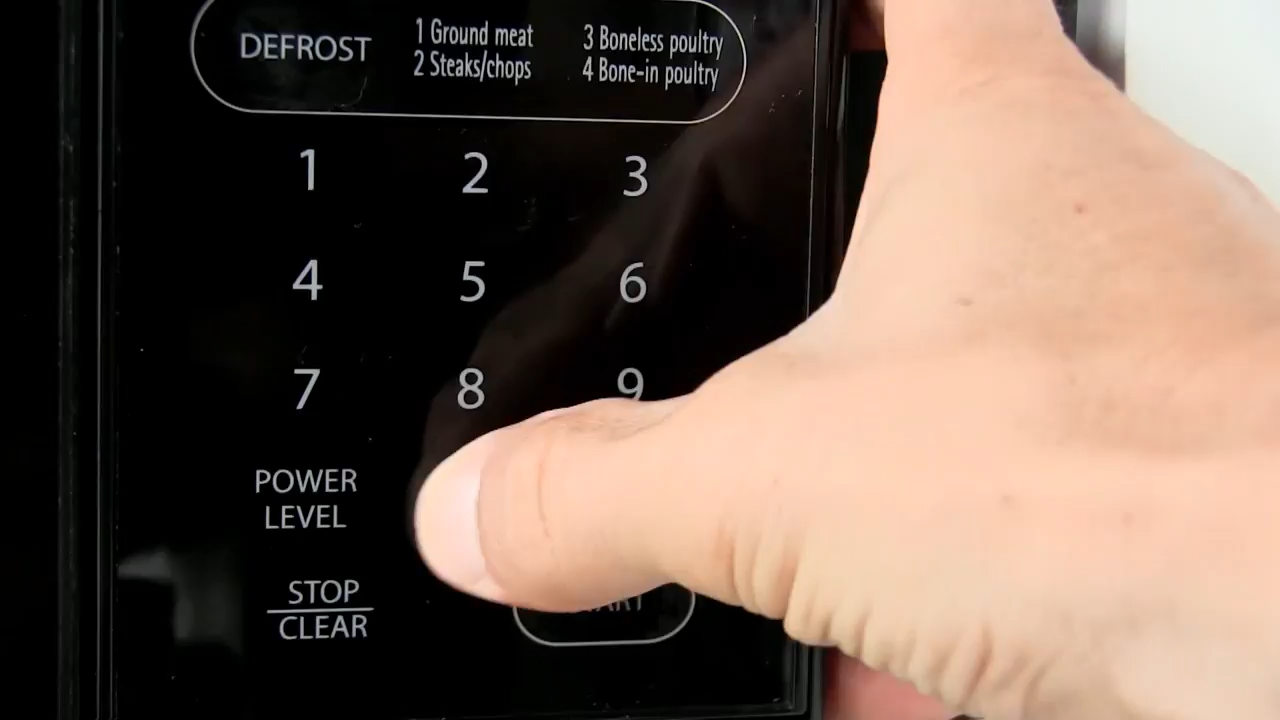 DEFROST
1 Ground meat
2 Steaks/chops
3 Boneless poultry
4 Bone-in poultry
1 2 3
4 5 6
7 8 9
POWER
LEVEL
STOP
CLEAR